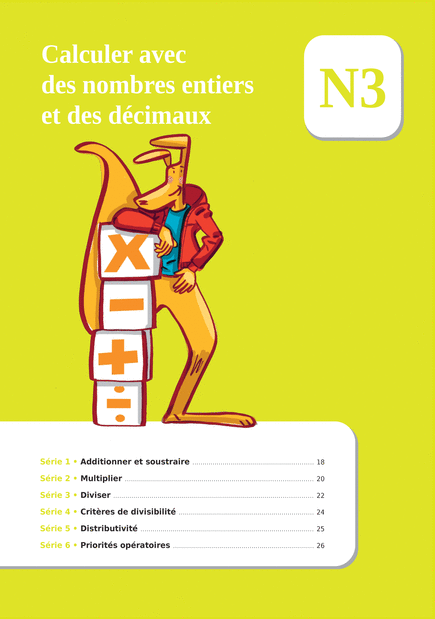 Calculer avec
des nombres entiers
et des décimaux
N3
×
−
+
÷
Série 1 • Additionner et soustraire ........ 18
Série 2 • Multiplier ........ 20
Série 3 • Diviser ........ 22
Série 4 • Critères de divisibilité ........ 24
Série 5 • Distributivité ........ 25
Série 6 • Priorités opératoires ........ 26